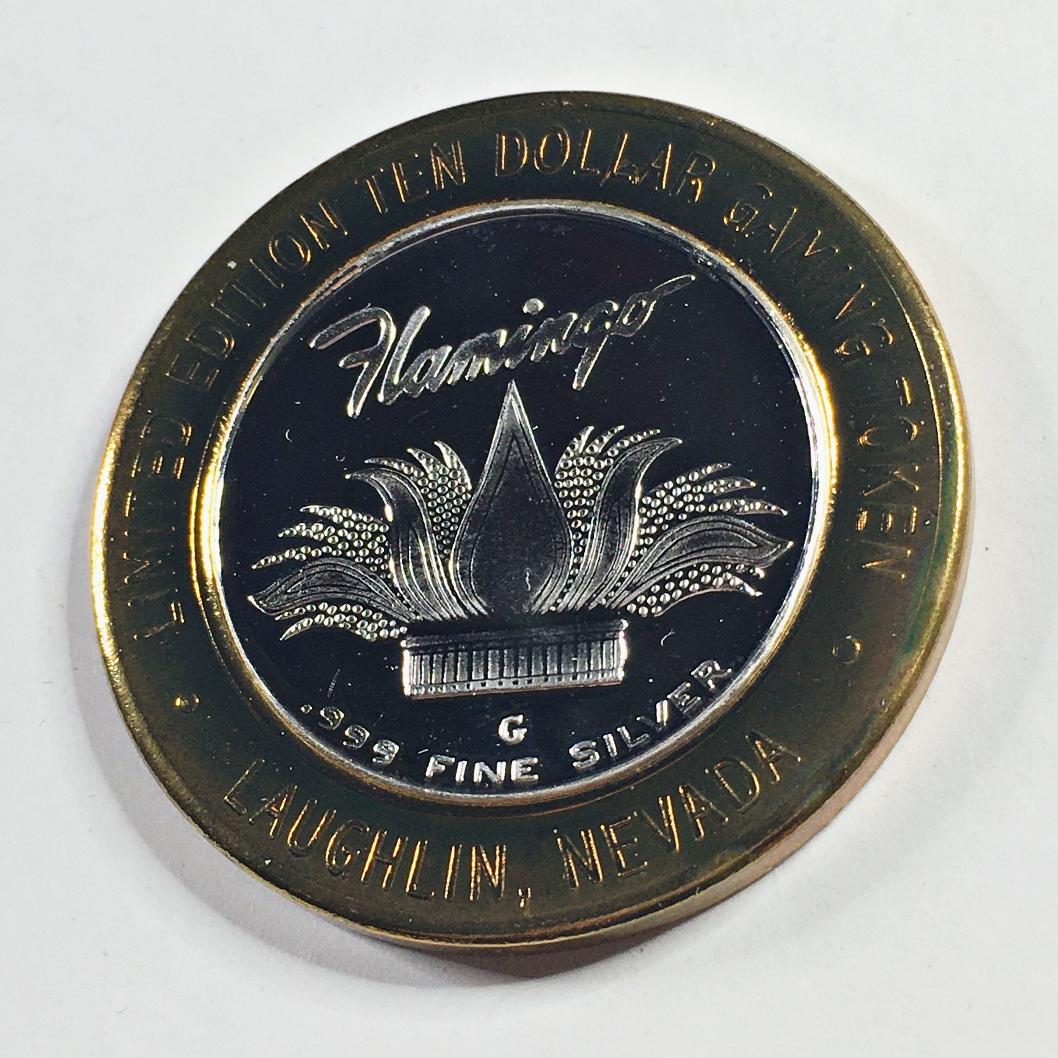 LIMITED EDITION TEN DOLLAR GAMING TOKEN
Flamingo
G
.999 FINE SILVER
LAUGHLIN, NEVADA